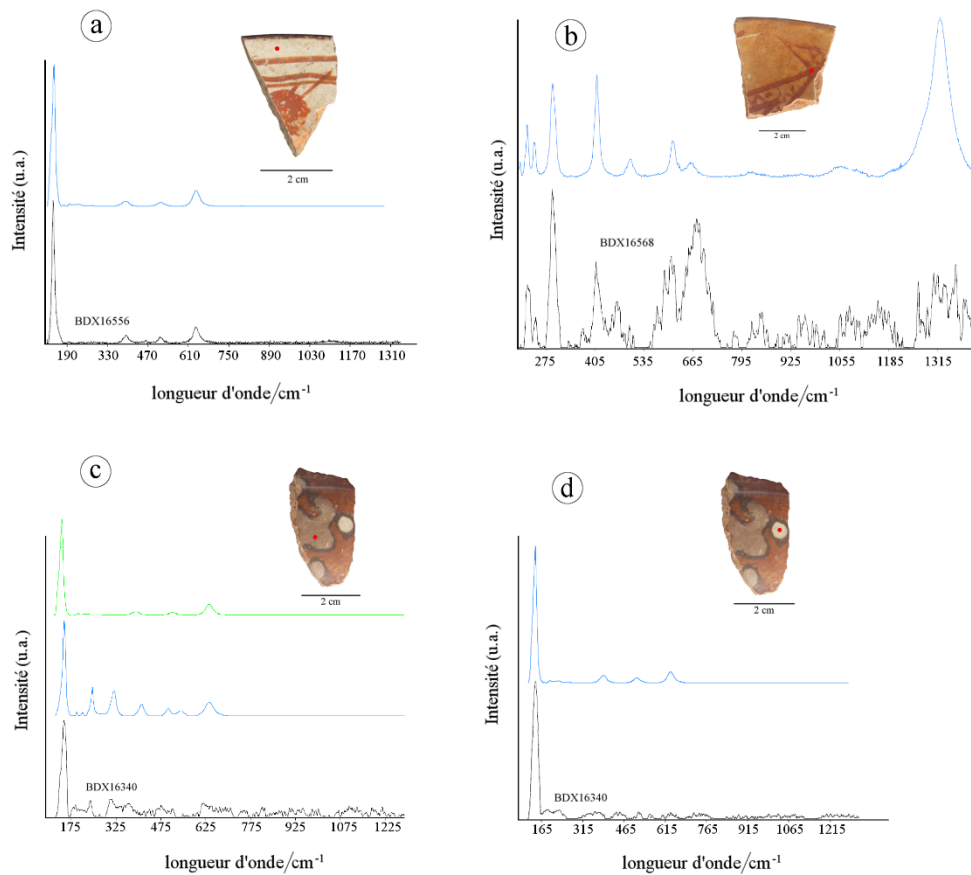 a
2 cm
Intensité (u.a.)
BDX16556
190 330 470 610 750 890 1030 1170 1310
longueur d'onde/cm-1
b
2 cm
Intensité (u.a.)
BDX16568
275 405 535 665 795 925 1055 1185 1315
longueur d'onde/cm-1
c
2 cm
Intensité (u.a.)
BDX16340
175 325 475 625 775 925 1075 1225
longueur d'onde/cm-1
d
2 cm
Intensité (u.a.)
BDX16340
165 315 465 615 765 915 1065 1215
longueur d'onde/cm-1